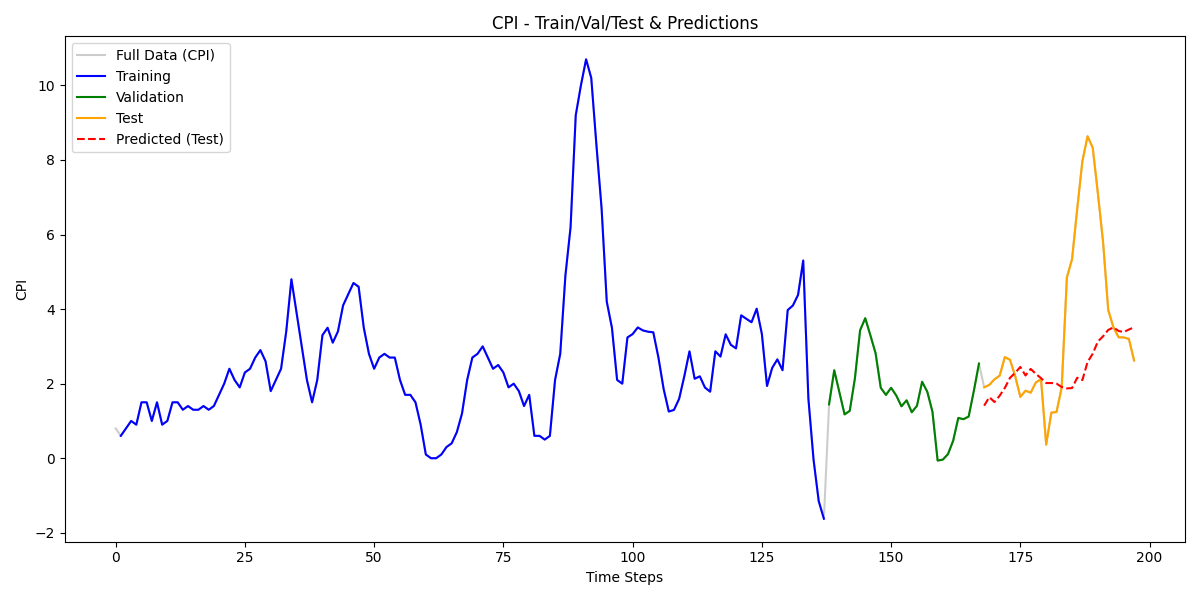 CPI - Train/Val/Test & Predictions
Full Data (CPI)
Training
Validation
Test
Predicted (Test)
CPI
10
8
6
4
2
0
−2
0 25 50 75 100 125 150 175 200
Time Steps